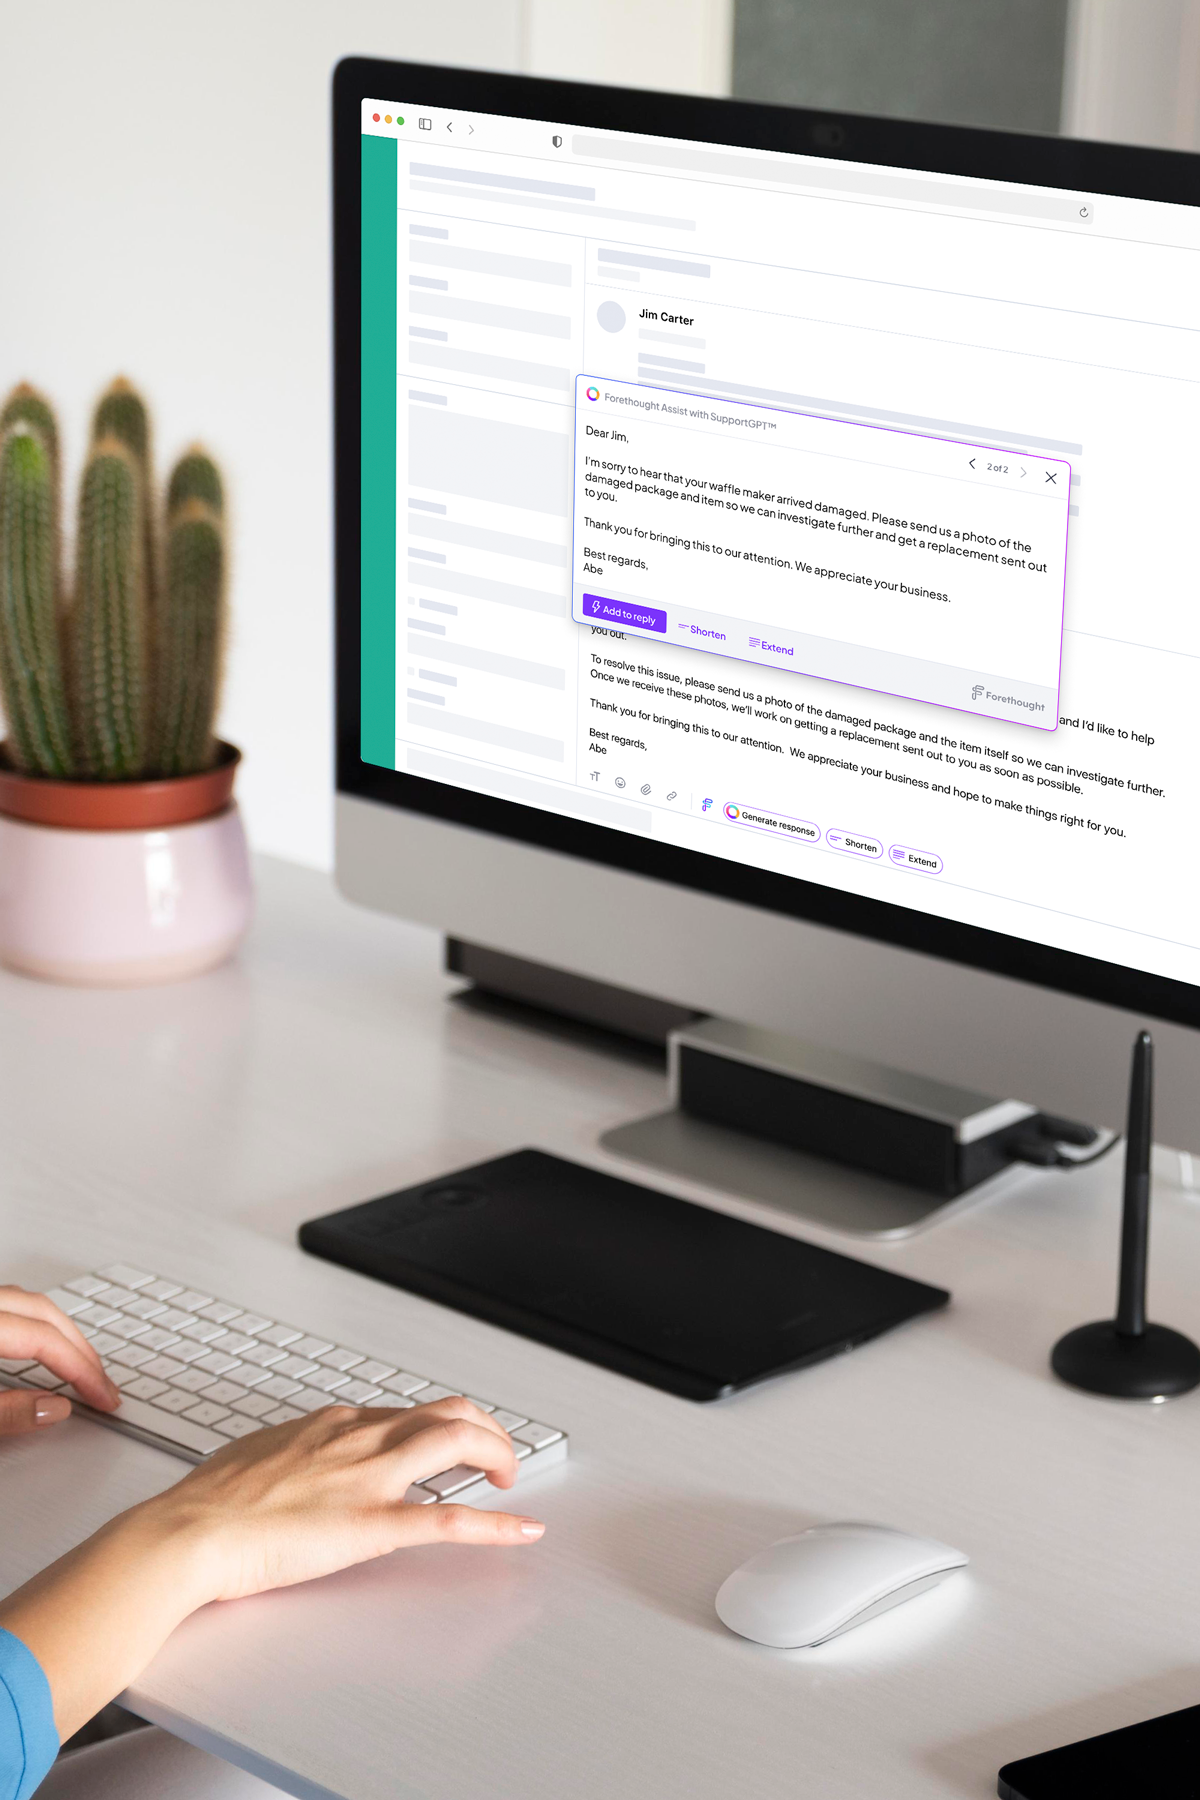 Jim Carter
Forethought Assist with SupportGPT™
2 of 2
Dear Jim,
I'm sorry to hear that your waffle maker arrived damaged. Please send us a photo of the
damaged package and item so we can investigate further and get a replacement sent out
to you.
Thank you for bringing this to our attention. We appreciate your business.
Best regards,
Abe
Add to reply
Shorten
Extend
Forethought
and I'd like to help
you out.
To resolve this issue, please send us a photo of the damaged package and the item itself so we can investigate further.
Once we receive these photos, we'll work on getting a replacement sent out to you as soon as possible.
Thank you for bringing this to our attention.  We appreciate your business and hope to make things right for you.
Best regards,
Abe
Generate response
Shorten
Extend